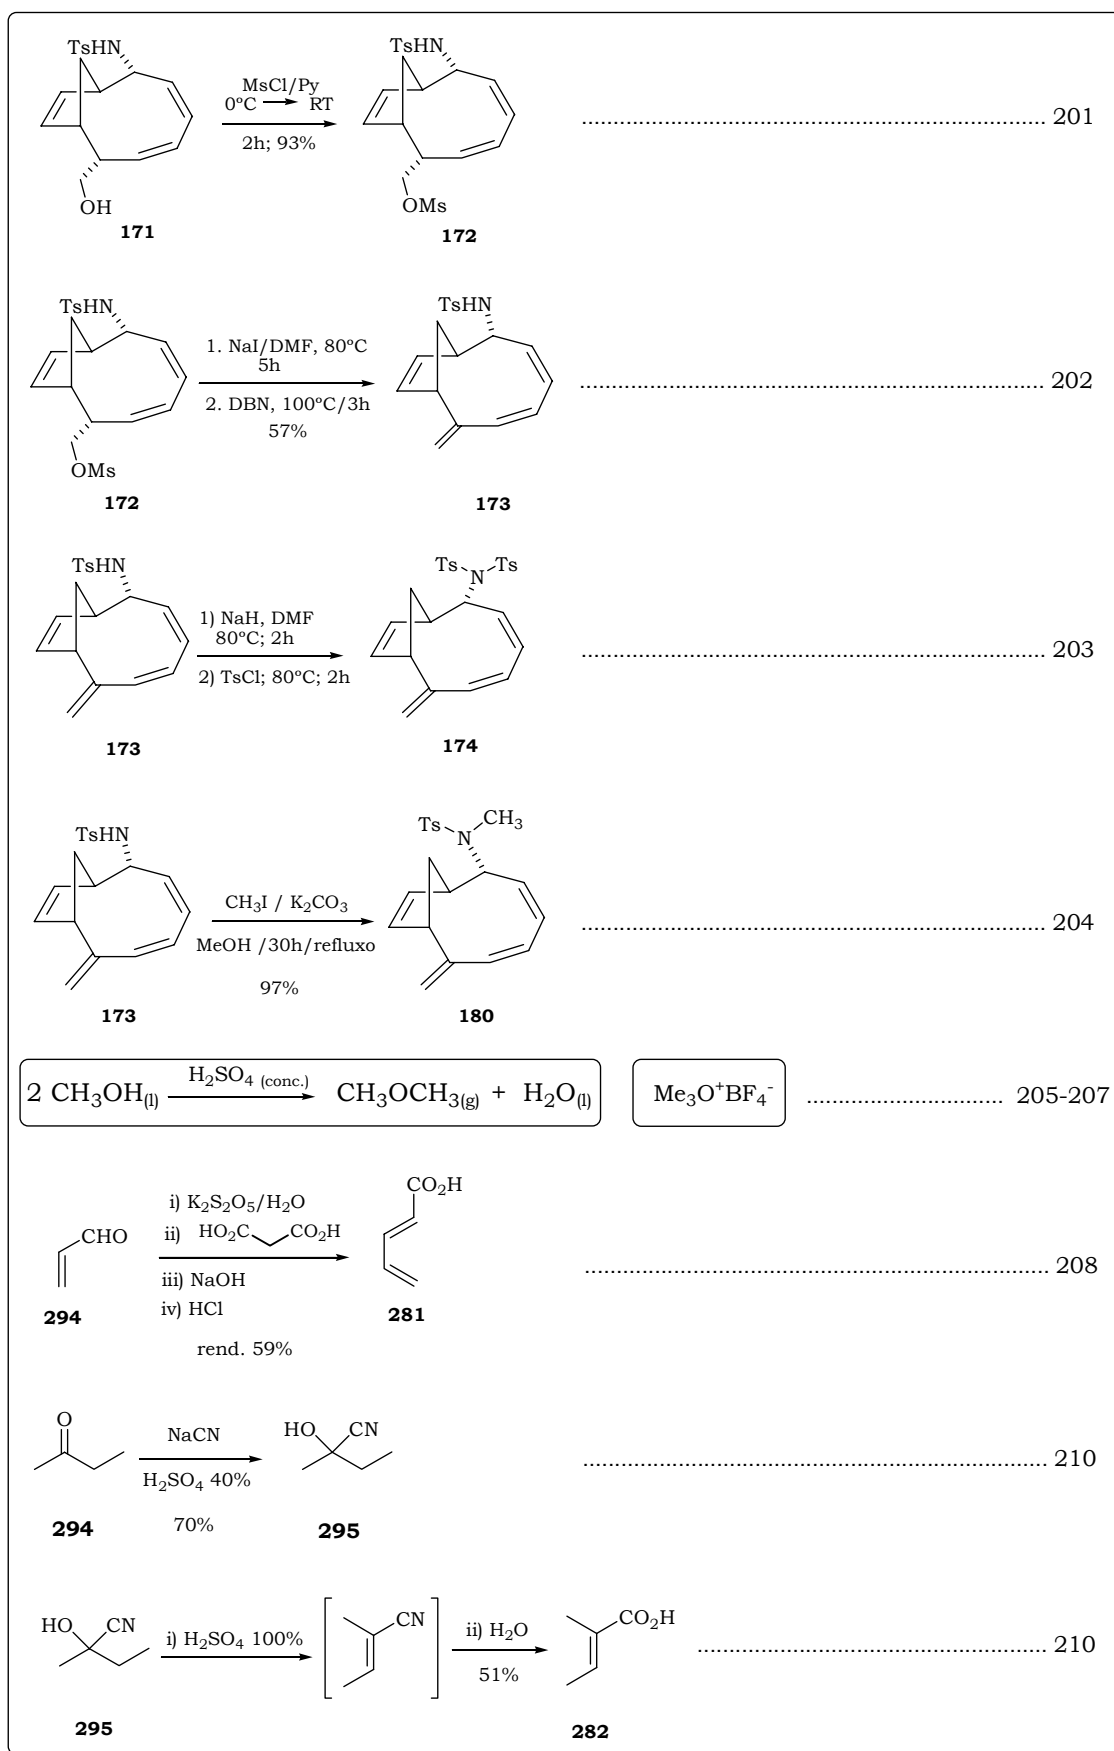 TsHN TsHN
MsCl/Py
0ºC → RT
2h; 93%
OH OMs
171 172
........................................................................ 201
TsHN TsHN
1. NaI/DMF, 80ºC
5h
2. DBN, 100ºC/3h
57%
OMs
172 173
........................................................................ 202
TsHN Ts N Ts
1) NaH, DMF
80ºC; 2h
2) TsCl; 80ºC; 2h
173 174
........................................................................ 203
TsHN Ts N CH3
CH3I / K2CO3
MeOH /30h/refluxo
97%
173 180
........................................................................ 204
2 CH3OH(l) H2SO4 (conc.) → CH3OCH3(g) + H2O(l) Me3O+BF4- ................................ 205-207
CO2H
i) K2S2O5/H2O
CHO ii) HO2C CO2H
iii) NaOH
iv) HCl
rend. 59%
294 281
........................................................................ 208
O HO CN
NaCN
H2SO4 40%
70%
294 295
........................................................................ 210
HO CN i) H2SO4 100% CN ii) H2O CO2H
51%
295 282
...................................................... 210